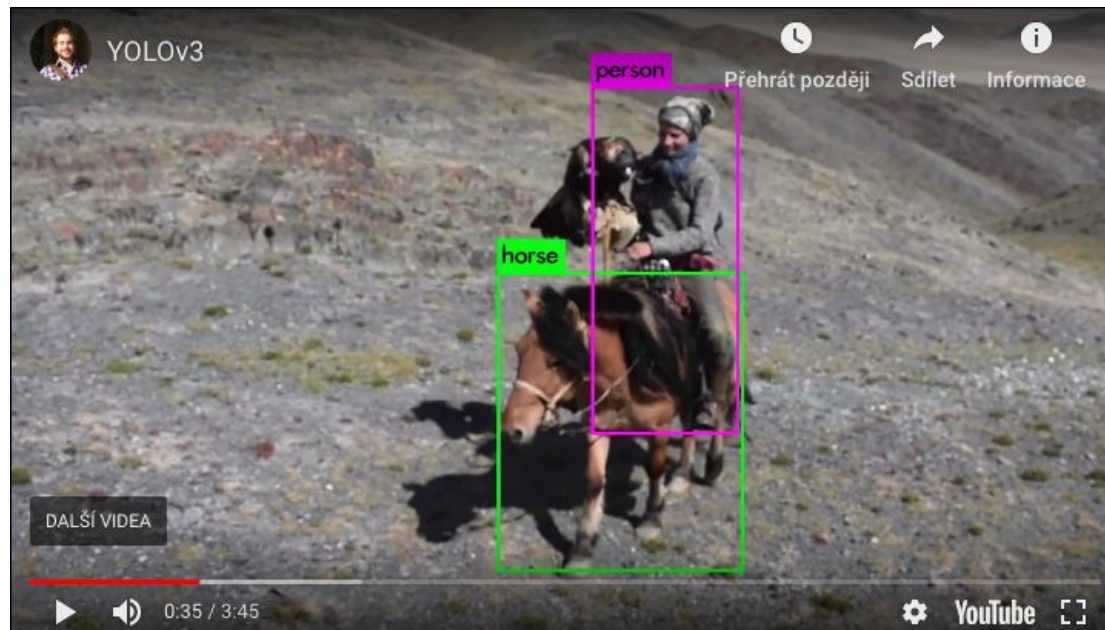 YOLOv3
person
Přehrát později
Sdílet
Informace
horse
DALŠÍ VIDEA
0:35 / 3:45
YouTube